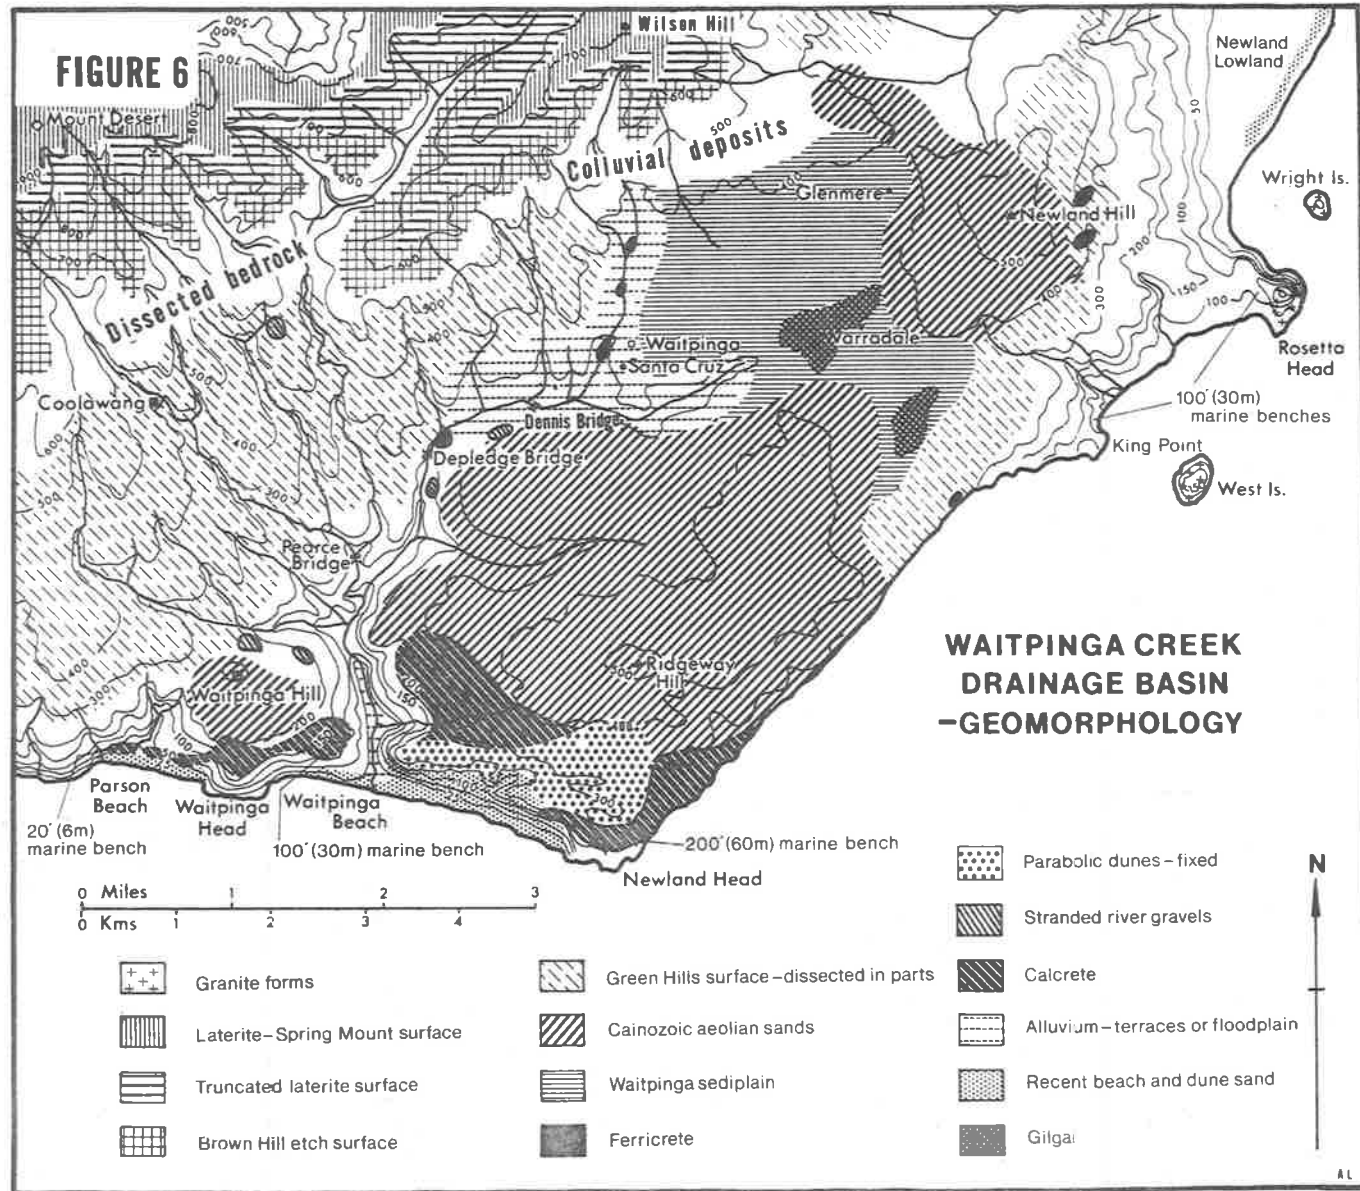 FIGURE 6
Wilson Hill
Newland
Lowland
Mount Desert
Colluvial deposits
Glenmere
Wright Is.
Newland Hill
Dissected bedrock
Waitpinga
Santa Cruz
Warradale
Rosetta
Head
Coolawang
Dennis Bridge
Depledge Bridge
100' (30m)
marine benches
King Point
West Is.
Pearce
Bridge
Ridgeway
Hill
Waitpinga Hill
WAITPINGA CREEK
DRAINAGE BASIN
-GEOMORPHOLOGY
Parson
Beach
Waitpinga
Head
Waitpinga
Beach
20' (6m)
marine bench
100' (30m) marine bench
200' (60m) marine bench
Newland Head
0 Miles 1 2 3
0 Kms 1 2 3 4
N
Parabolic dunes – fixed
Stranded river gravels
Granite forms
Green Hills surface – dissected in parts
Calcrete
Laterite – Spring Mount surface
Cainozoic aeolian sands
Alluvium – terraces or floodplain
Truncated laterite surface
Waitpinga sediplain
Recent beach and dune sand
Brown Hill etch surface
Ferricrete
Gilgai
A L